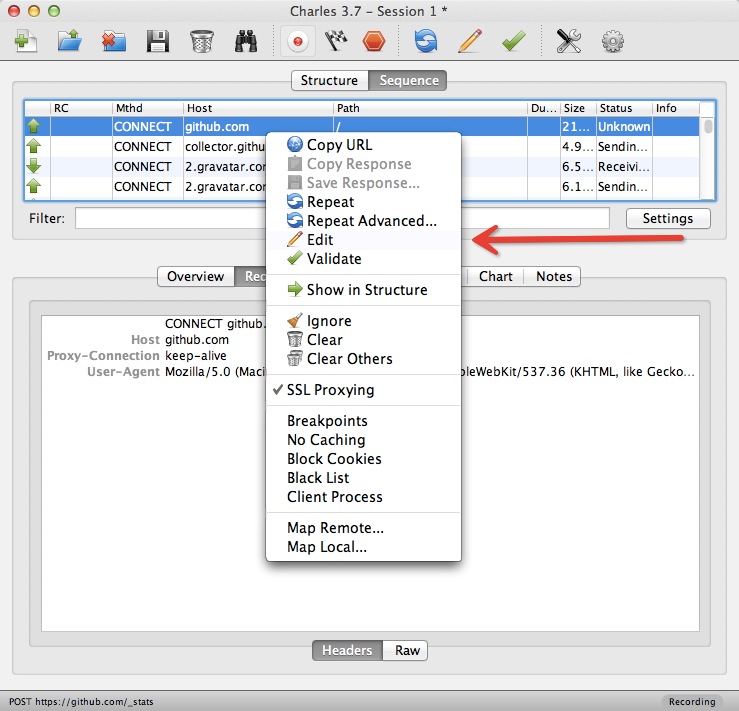 Charles 3.7 – Session 1 *
Structure Sequence
RC Mthd Host Path Du... Size Status Info
CONNECT github.com / 21... Unknown
CONNECT collector.githu 4.9... Sendin...
CONNECT 2.gravatar.con 6.5... Receivi...
CONNECT 2.gravatar.con 6.1... Sendin...
Filter: Settings
Copy URL
Copy Response
Save Response...
Repeat
Repeat Advanced...
Edit
Validate
Show in Structure
Ignore
Clear
Clear Others
SSL Proxying
Breakpoints
No Caching
Block Cookies
Black List
Client Process
Map Remote...
Map Local...
Overview Rec Chart Notes
CONNECT github.
Host github.com
Proxy-Connection keep-alive
User-Agent Mozilla/5.0 (Maci pleWebKit/537.36 (KHTML, like Gecko...
Headers Raw
POST https://github.com/_stats Recording